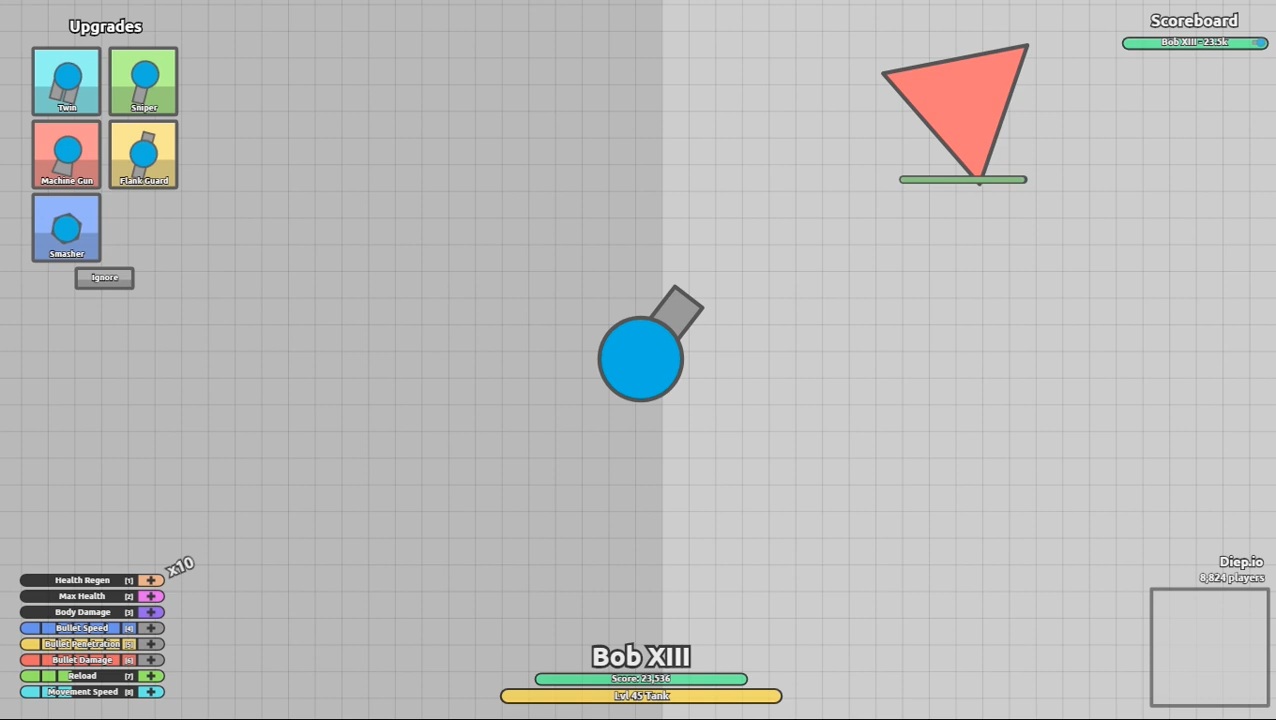 Upgrades
Twin
Sniper
Machine Gun
Flank Guard
Smasher
Ignore
Scoreboard
Bob XIII - 23.5k
x10
Health Regen [1] +
Max Health [2] +
Body Damage [3] +
Bullet Speed [4] +
Bullet Penetration [5] +
Bullet Damage [6] +
Reload [7] +
Movement Speed [8] +
Bob XIII
Score: 23,536
Lvl 45 Tank
Diep.io
8,824 players